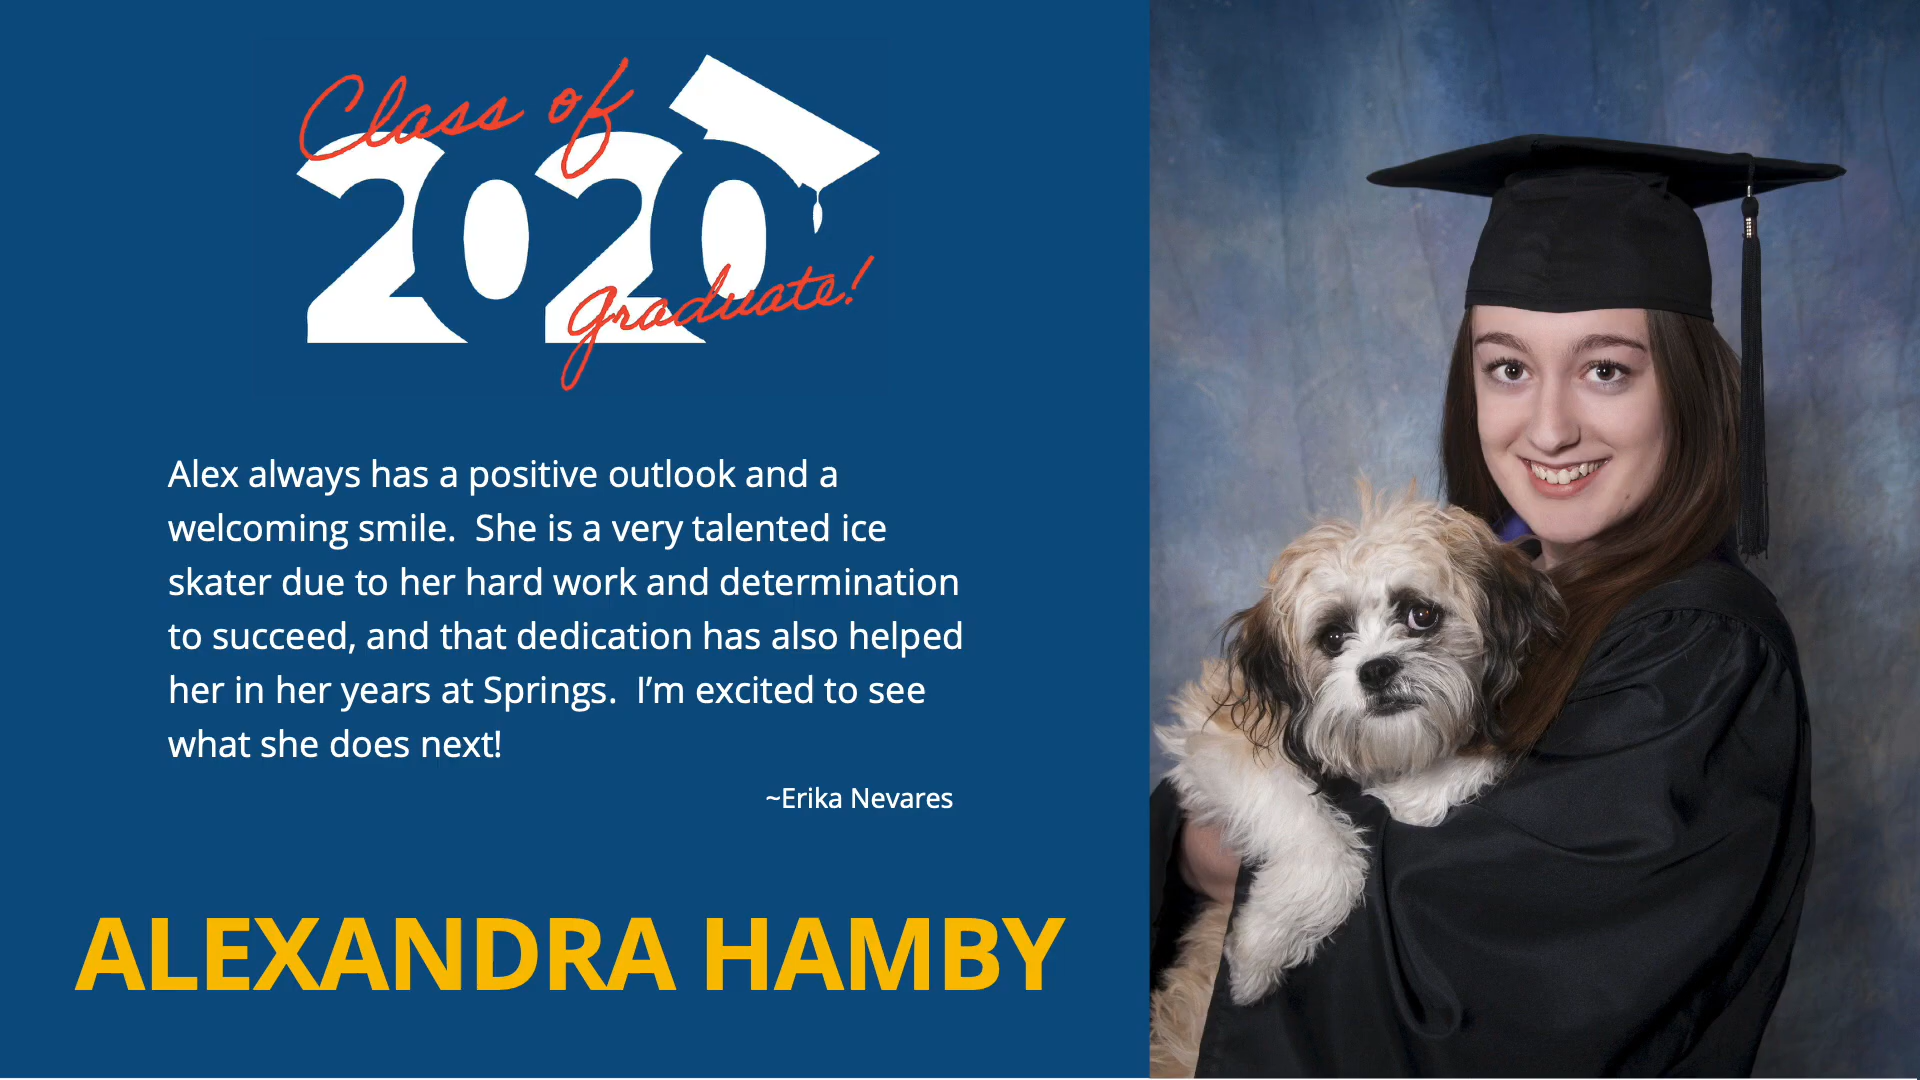 Class of
2020
graduate!
Alex always has a positive outlook and a
welcoming smile.  She is a very talented ice
skater due to her hard work and determination
to succeed, and that dedication has also helped
her in her years at Springs.  I'm excited to see
what she does next!
~Erika Nevares
ALEXANDRA HAMBY